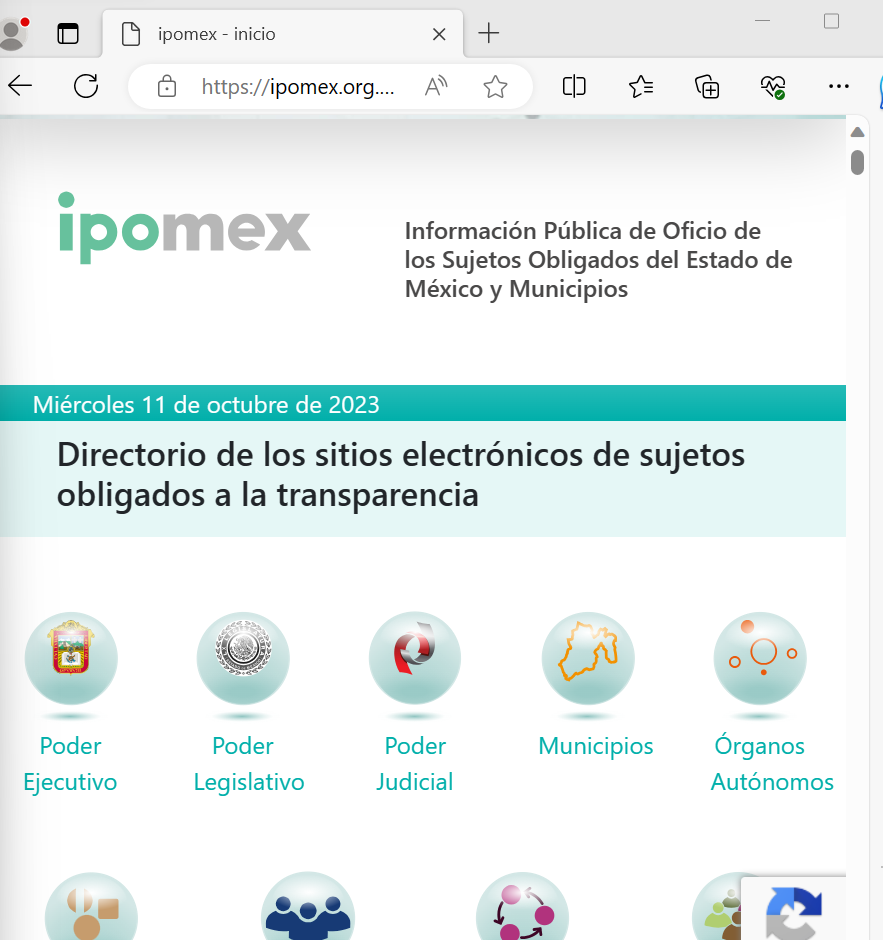 ipomex - inicio
https://ipomex.org....
ipomex
Información Pública de Oficio de
los Sujetos Obligados del Estado de
México y Municipios
Miércoles 11 de octubre de 2023
Directorio de los sitios electrónicos de sujetos
obligados a la transparencia
Poder
Ejecutivo
Poder
Legislativo
Poder
Judicial
Municipios
Órganos
Autónomos